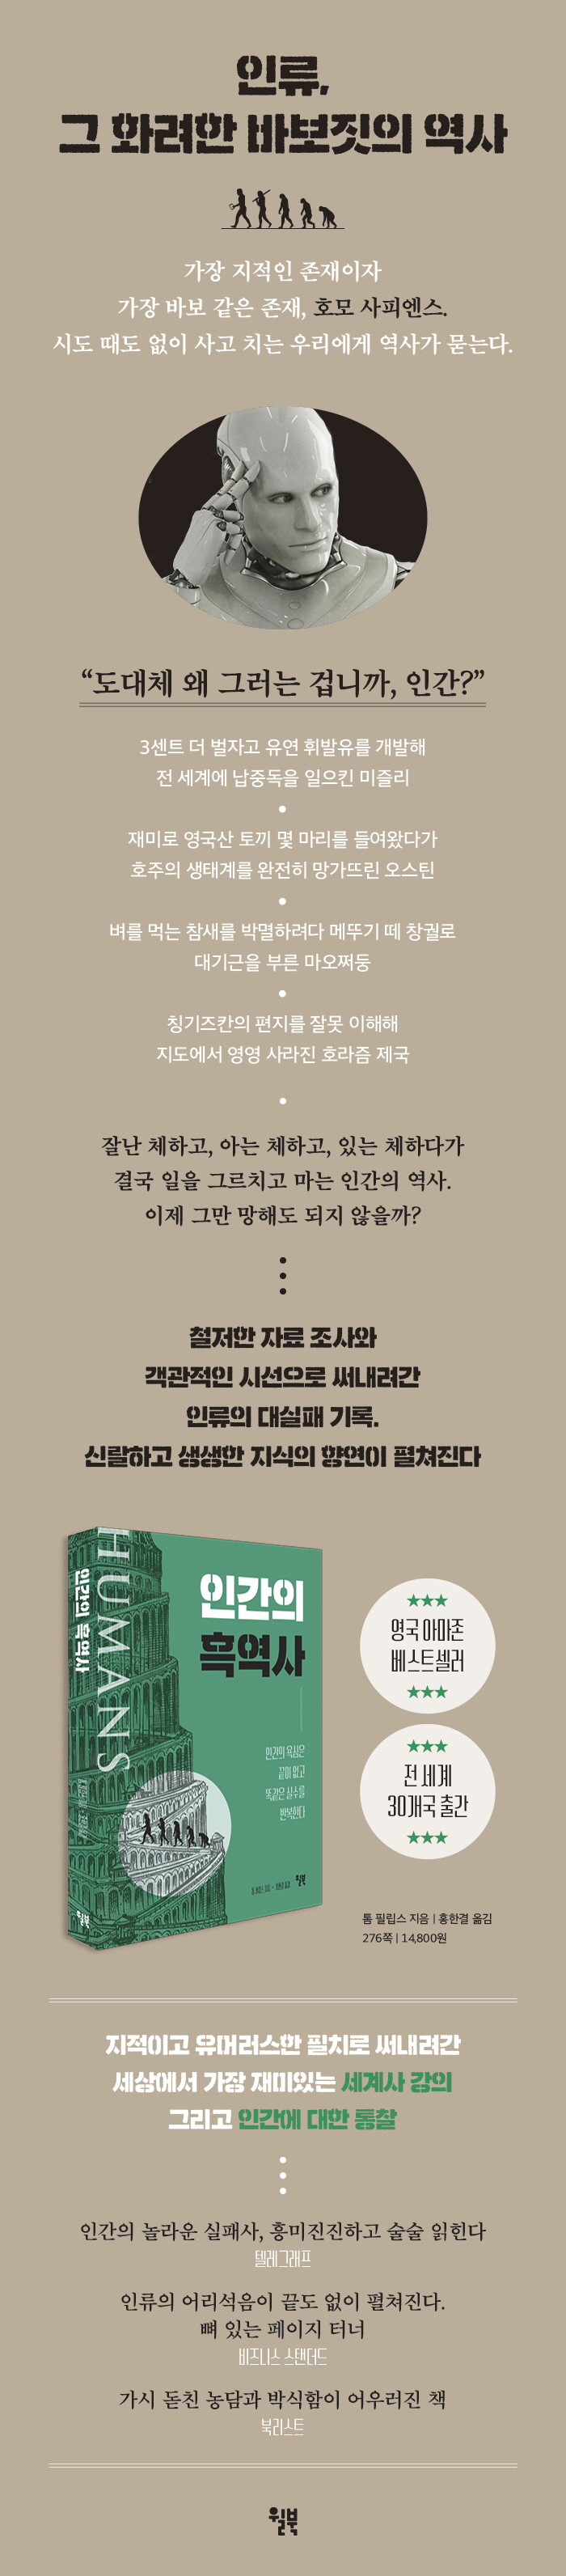 인류,
그 화려한 바보짓의 역사
가장 지적인 존재이자
가장 바보 같은 존재, 호모 사피엔스.
시도 때도 없이 사고 치는 우리에게 역사가 묻는다.
“도대체 왜 그러는 겁니까, 인간?”
3센트 더 벌자고 유연 휘발유를 개발해
전 세계에 납중독을 일으킨 미즐리
재미로 영국산 토끼 몇 마리를 들여왔다가
호주의 생태계를 완전히 망가뜨린 오스틴
벼를 먹는 참새를 박멸하려다 메뚜기 떼 창궐로
대기근을 부른 마오쩌둥
칭기즈칸의 편지를 잘못 이해해
지도에서 영영 사라진 호라즘 제국
잘난 체하고, 아는 체하고, 있는 체하다가
결국 일을 그르치고 마는 인간의 역사.
이제 그만 망해도 되지 않을까?
철저한 자료 조사와
객관적인 시선으로 써내려간
인류의 대실패 기록.
신랄하고 생생한 지식의 향연이 펼쳐진다
인간의 흑역사
HUMANS
인간의
흑역사
인간의 욕심은
끝이 없고
똑같은 실수를
반복한다
윌북
윌북
영국 아마존
베스트셀러
전 세계
30개국 출간
톰 필립스 지음 | 홍한결 옮김
276쪽 | 14,800원
지적이고 유머러스한 필치로 써내려간
세상에서 가장 재미있는 세계사 강의
그리고 인간에 대한 통찰
인간의 놀라운 실패사, 흥미진진하고 술술 읽힌다
텔레그래프
인류의 어리석음이 끝도 없이 펼쳐진다.
뼈 있는 페이지 터너
비즈니스 스탠더드
가시 돋친 농담과 박식함이 어우러진 책
북리스트
윌북